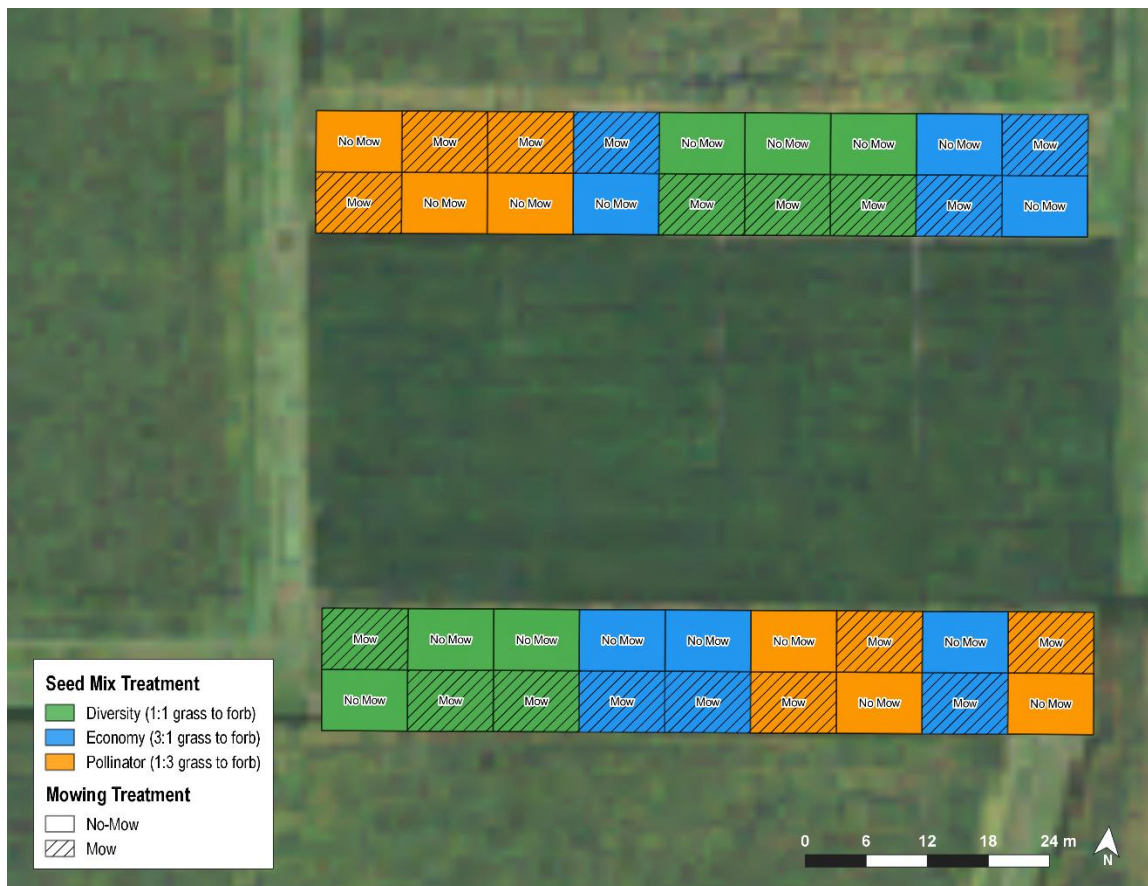 No Mow Mow Mow Mow No Mow No Mow No Mow No Mow Mow
Mow No Mow No Mow No Mow Mow Mow Mow Mow No Mow
Mow No Mow No Mow No Mow No Mow No Mow Mow No Mow Mow
No Mow Mow Mow Mow Mow Mow No Mow Mow No Mow
Seed Mix Treatment
Diversity (1:1 grass to forb)
Economy (3:1 grass to forb)
Pollinator (1:3 grass to forb)
Mowing Treatment
No-Mow
Mow
0 6 12 18 24 m
N